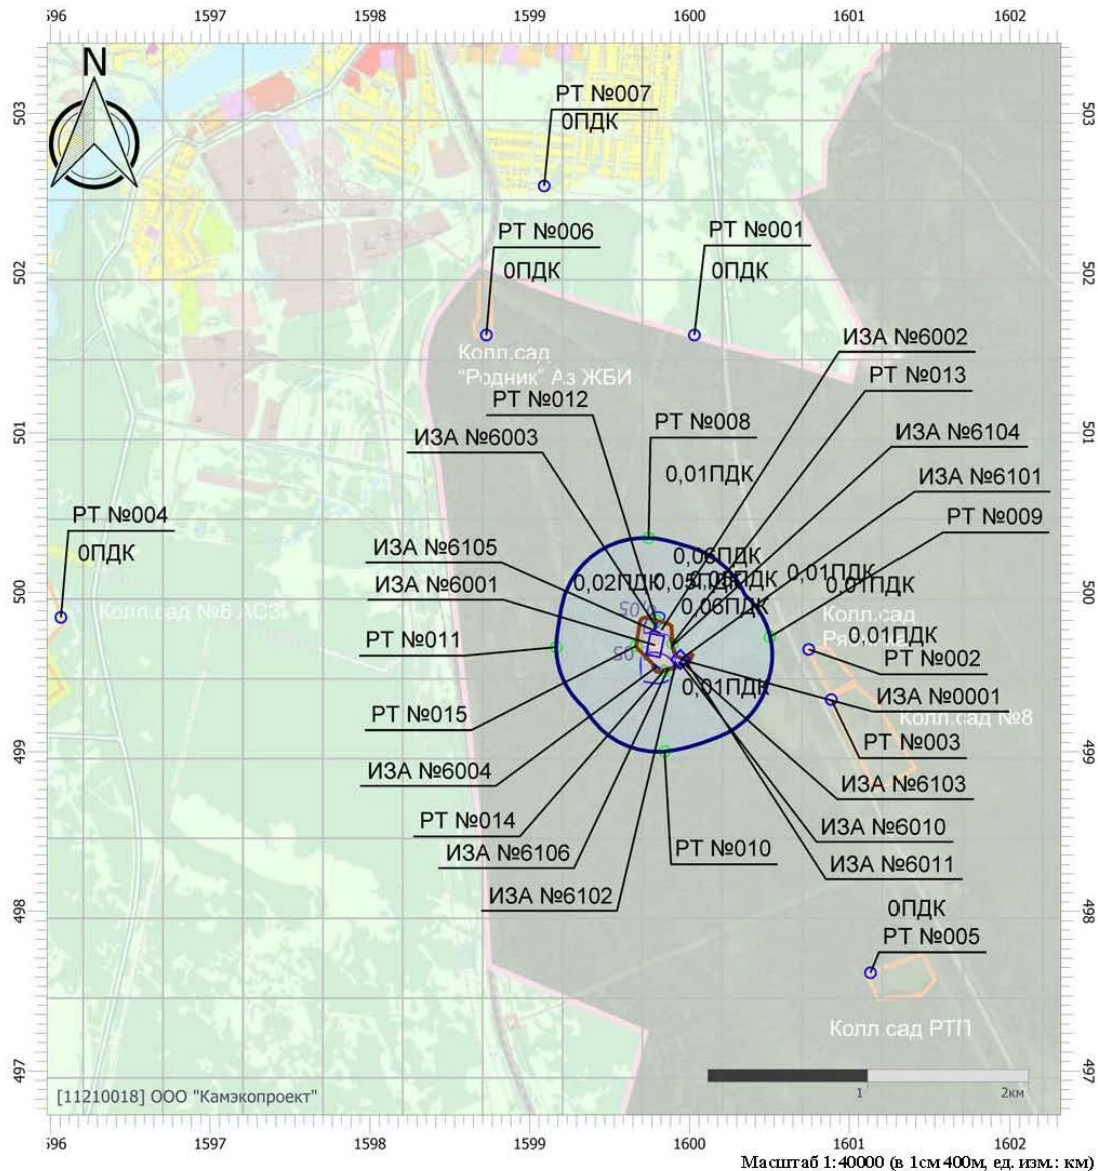 596 1597 1598 1599 1600 1601 1602
N
503
503
РТ №007
0ПДК
РТ №006
0ПДК
РТ №001
0ПДК
502
502
ИЗА №6002
Колл.сад
"Родник" Аз ЖБИ
РТ №013
РТ №012
РТ №008
ИЗА №6003
ИЗА №6104
501
501
0,01ПДК
ИЗА №6101
РТ №004
РТ №009
0ПДК
ИЗА №6105
0,06ПДК
ИЗА №6001
0,02ПДК
0,01ПДК
0,01ПДК
500
500
Колл.сад №6 АСЗ
0,05
0,06ПДК
Колл.сад
РТ №011
0,01ПДК
РТ №002
0,01ПДК
ИЗА №0001
РТ №015
Колл.сад №8
РТ №003
499
499
ИЗА №6004
ИЗА №6103
РТ №014
ИЗА №6010
ИЗА №6106
РТ №010
ИЗА №6011
ИЗА №6102
498
498
0ПДК
РТ №005
Колл.сад РТП
497
497
[11210018] ООО "Камэкопроект"
1 2км
596 1597 1598 1599 1600 1601 1602
Масштаб 1:40000 (в 1см 400м, ед. изм.: км)